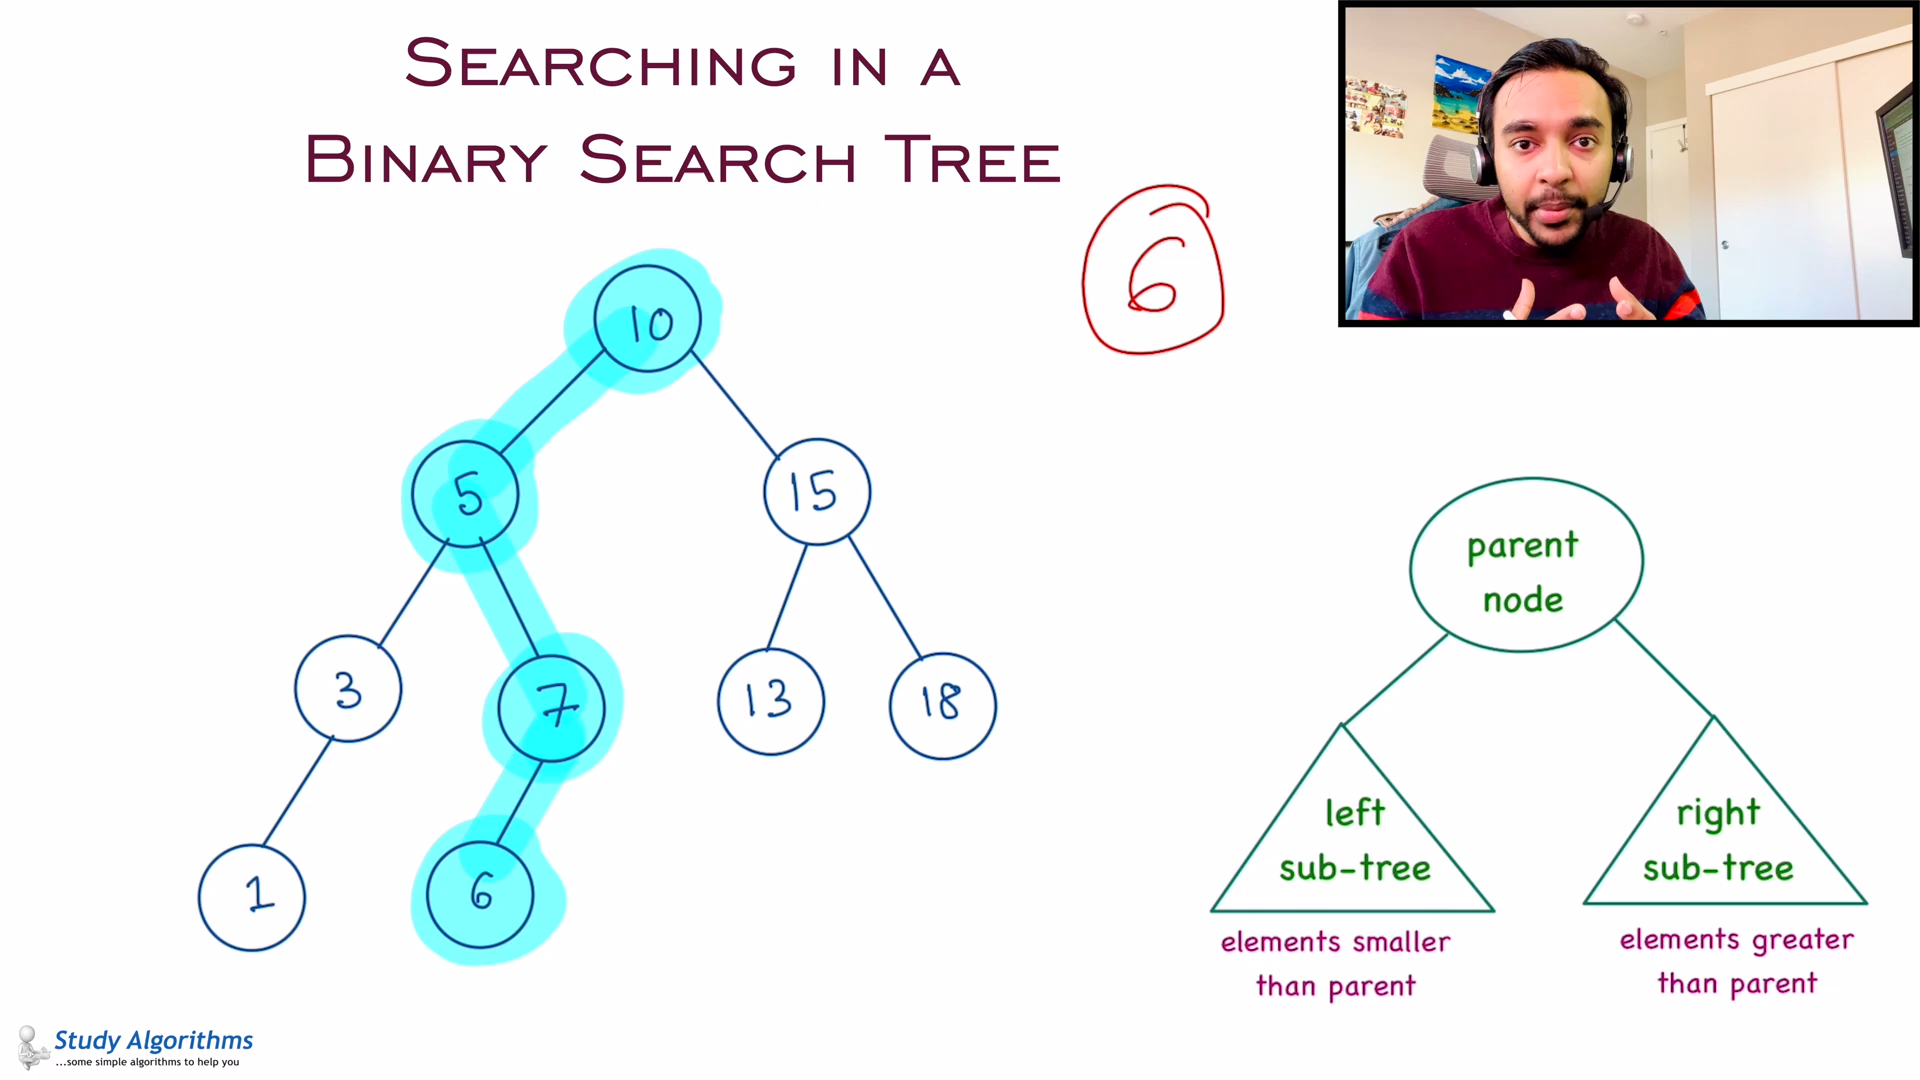 SEARCHING IN A
BINARY SEARCH TREE
6
10
5
15
3
7
13
18
1
6
parent
node
left
sub-tree
right
sub-tree
elements smaller
than parent
elements greater
than parent
Study Algorithms
...some simple algorithms to help you